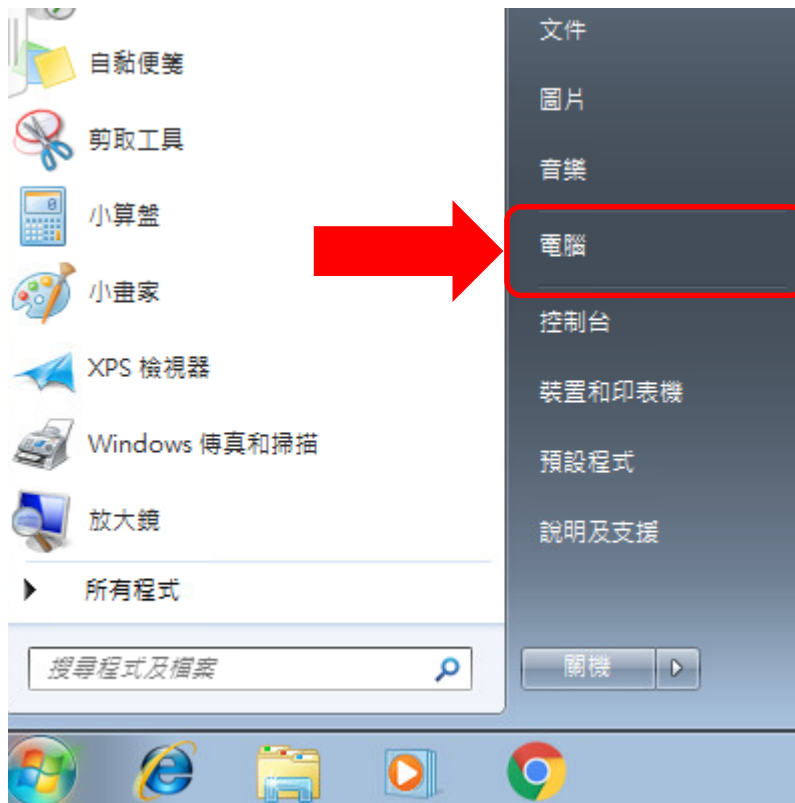 自黏便箋
剪取工具
小算盤
小畫家
XPS 檢視器
Windows 傳真和掃描
放大鏡
所有程式
搜尋程式及檔案
文件
圖片
音樂
電腦
控制台
裝置和印表機
預設程式
說明及支援
關機